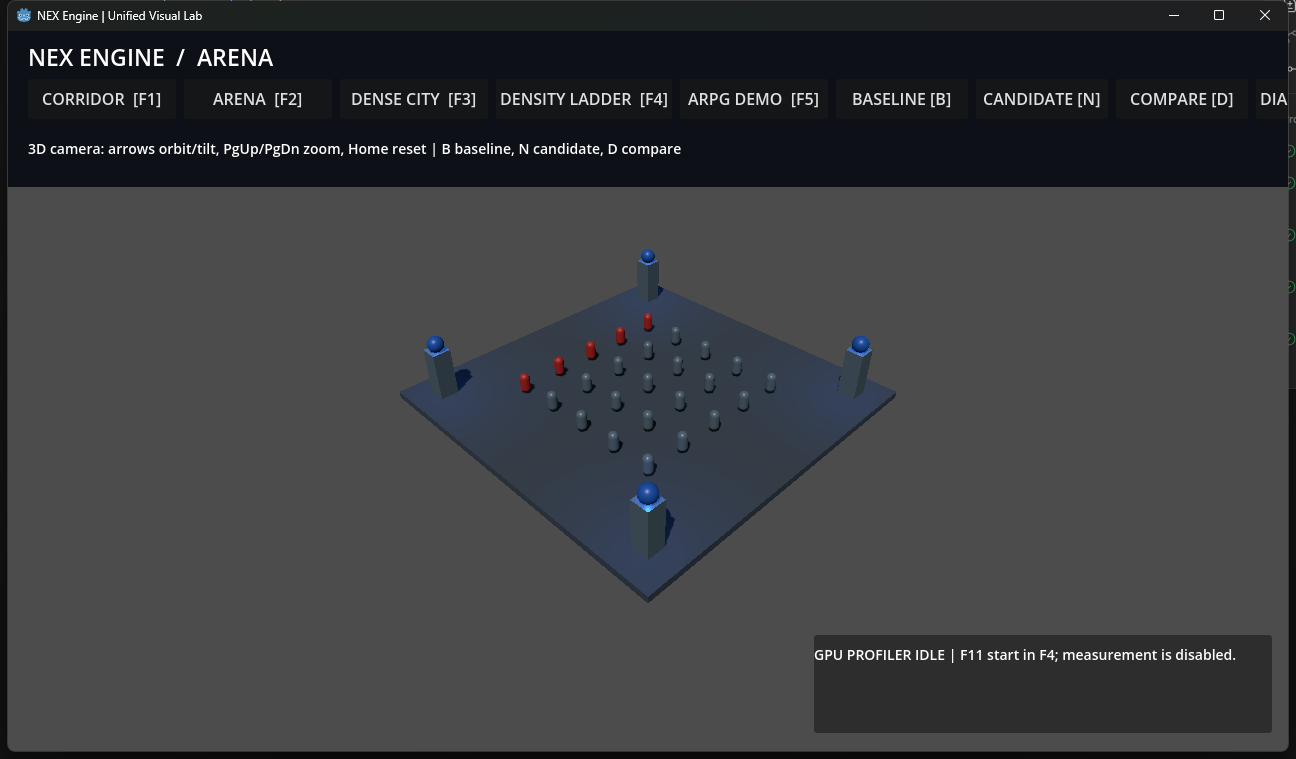 NEX Engine | Unified Visual Lab
NEX ENGINE / ARENA
CORRIDOR [F1] ARENA [F2] DENSE CITY [F3] DENSITY LADDER [F4] ARPG DEMO [F5] BASELINE [B] CANDIDATE [N] COMPARE [D] DIA
3D camera: arrows orbit/tilt, PgUp/PgDn zoom, Home reset | B baseline, N candidate, D compare
GPU PROFILER IDLE | F11 start in F4; measurement is disabled.